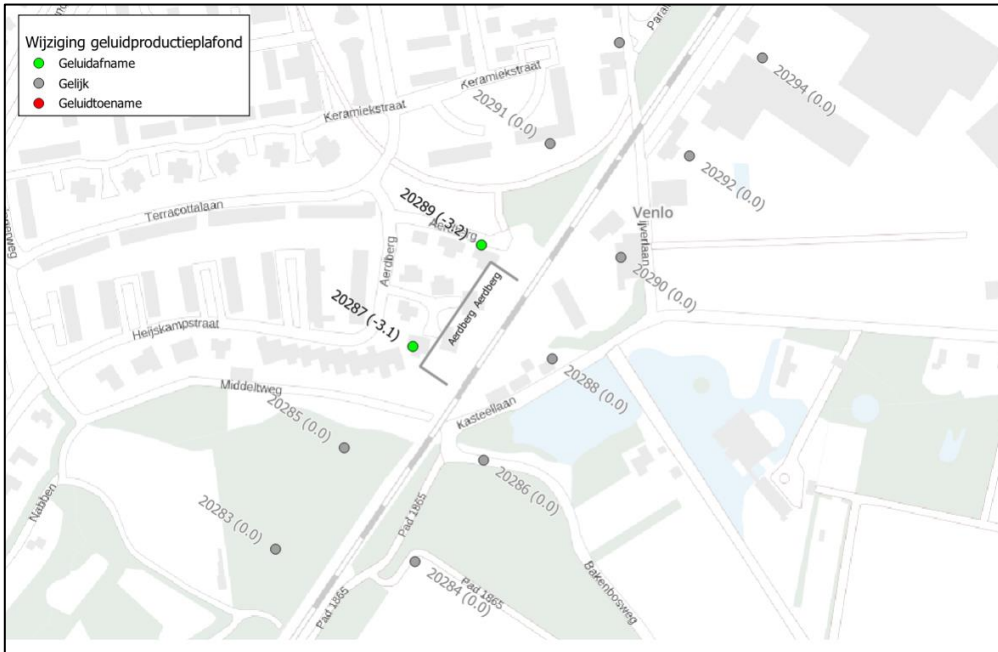 Wijziging geluidproductieplafond
Geluidafname
Gelijk
Geluidtoename
Keramiekstraat
Keramiekstraat
20291 (0.0)
20294 (0.0)
20292 (0.0)
Venlo
20289 (-3.2)
Terracottalaan
Aerdberg
20290 (0.0)
20287 (-3.1)
Aerdberg Aerdberg
Heijskampstraat
Middeltweg
20285 (0.0)
Kasteellaan
20288 (0.0)
20286 (0.0)
Nabben
20283 (0.0)
Pad 1865
20284 (0.0)
Pad 1865
Pad 1865
Bakenbosweg